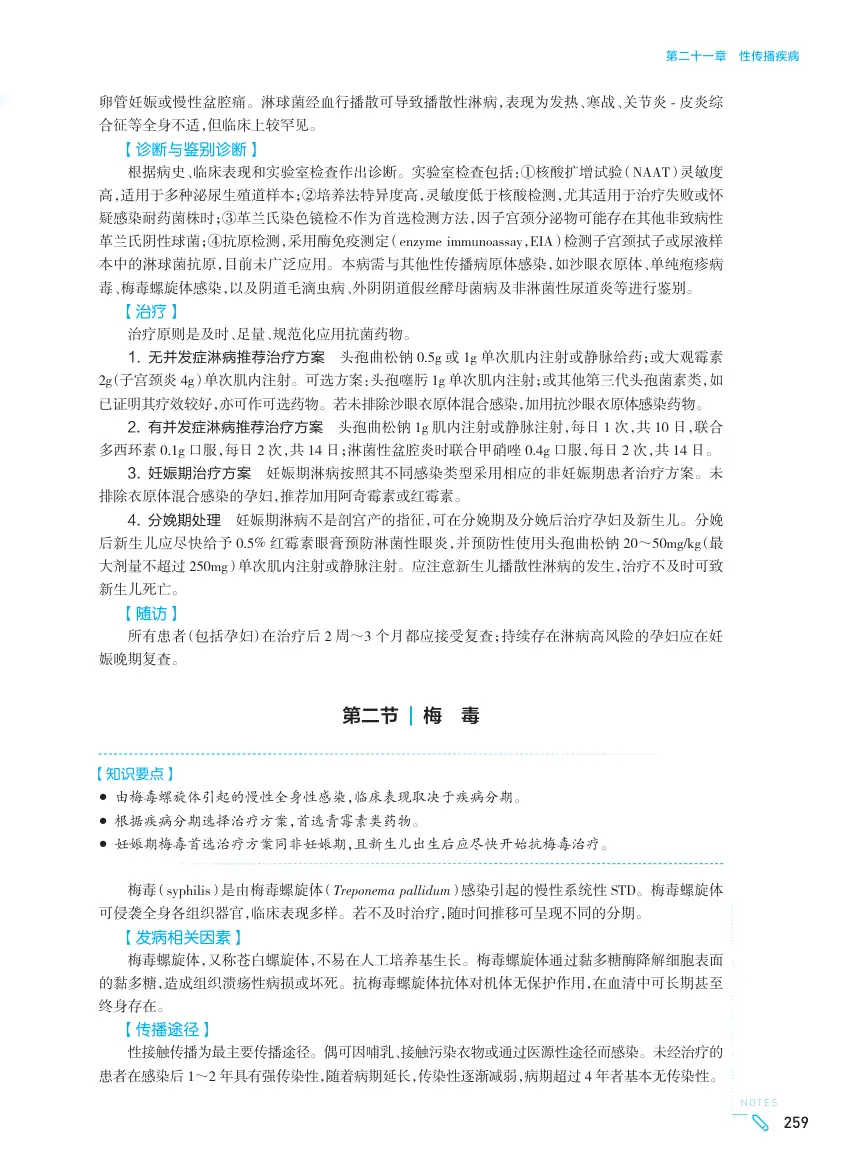 第二十一章 性传播疾病
卵管妊娠或慢性盆腔痛。淋球菌经血行播散可导致播散性淋病,表现为发热、寒战、关节炎 - 皮炎综
合征等全身不适,但临床上较罕见。
【诊断与鉴别诊断】
根据病史、临床表现和实验室检查作出诊断。实验室检查包括:①核酸扩增试验(NAAT)灵敏度
高,适用于多种泌尿生殖道样本;②培养法特异度高,灵敏度低于核酸检测,尤其适用于治疗失败或怀
疑感染耐药菌株时;③革兰氏染色镜检不作为首选检测方法,因子宫颈分泌物可能存在其他非致病性
革兰氏阴性球菌;④抗原检测,采用酶免疫测定(enzyme immunoassay,EIA)检测子宫颈拭子或尿液样
本中的淋球菌抗原,目前未广泛应用。本病需与其他性传播病原体感染,如沙眼衣原体、单纯疱疹病
毒、梅毒螺旋体感染,以及阴道毛滴虫病、外阴阴道假丝酵母菌病及非淋菌性尿道炎等进行鉴别。
【治疗】
治疗原则是及时、足量、规范化应用抗菌药物。
1. 无并发症淋病推荐治疗方案 头孢曲松钠 0.5g 或 1g 单次肌内注射或静脉给药;或大观霉素
2g(子宫颈炎 4g)单次肌内注射。可选方案:头孢噻肟 1g 单次肌内注射;或其他第三代头孢菌素类,如
已证明其疗效较好,亦可作可选药物。若未排除沙眼衣原体混合感染,加用抗沙眼衣原体感染药物。
2. 有并发症淋病推荐治疗方案 头孢曲松钠 1g 肌内注射或静脉注射,每日 1 次,共 10 日,联合
多西环素 0.1g 口服,每日 2 次,共 14 日;淋菌性盆腔炎时联合甲硝唑 0.4g 口服,每日 2 次,共 14 日。
3. 妊娠期治疗方案 妊娠期淋病按照其不同感染类型采用相应的非妊娠期患者治疗方案。未
排除衣原体混合感染的孕妇,推荐加用阿奇霉素或红霉素。
4. 分娩期处理 妊娠期淋病不是剖宫产的指征,可在分娩期及分娩后治疗孕妇及新生儿。分娩
后新生儿应尽快给予 0.5% 红霉素眼膏预防淋菌性眼炎,并预防性使用头孢曲松钠 20～50mg/kg(最
大剂量不超过 250mg)单次肌内注射或静脉注射。应注意新生儿播散性淋病的发生,治疗不及时可致
新生儿死亡。
【随访】
所有患者(包括孕妇)在治疗后 2 周～3 个月都应接受复查;持续存在淋病高风险的孕妇应在妊
娠晚期复查。
第二节 | 梅 毒
【知识要点】
● 由梅毒螺旋体引起的慢性全身性感染,临床表现取决于疾病分期。
● 根据疾病分期选择治疗方案,首选青霉素类药物。
● 妊娠期梅毒首选治疗方案同非妊娠期,且新生儿出生后应尽快开始抗梅毒治疗。
梅毒(syphilis)是由梅毒螺旋体(Treponema pallidum)感染引起的慢性系统性 STD。梅毒螺旋体
可侵袭全身各组织器官,临床表现多样。若不及时治疗,随时间推移可呈现不同的分期。
【发病相关因素】
梅毒螺旋体,又称苍白螺旋体,不易在人工培养基生长。梅毒螺旋体通过黏多糖酶降解细胞表面
的黏多糖,造成组织溃疡性病损或坏死。抗梅毒螺旋体抗体对机体无保护作用,在血清中可长期甚至
终身存在。
【传播途径】
性接触传播为最主要传播途径。偶可因哺乳、接触污染衣物或通过医源性途径而感染。未经治疗的
患者在感染后 1～2 年具有强传染性,随着病期延长,传染性逐渐减弱,病期超过 4 年者基本无传染性。
NOTES
259